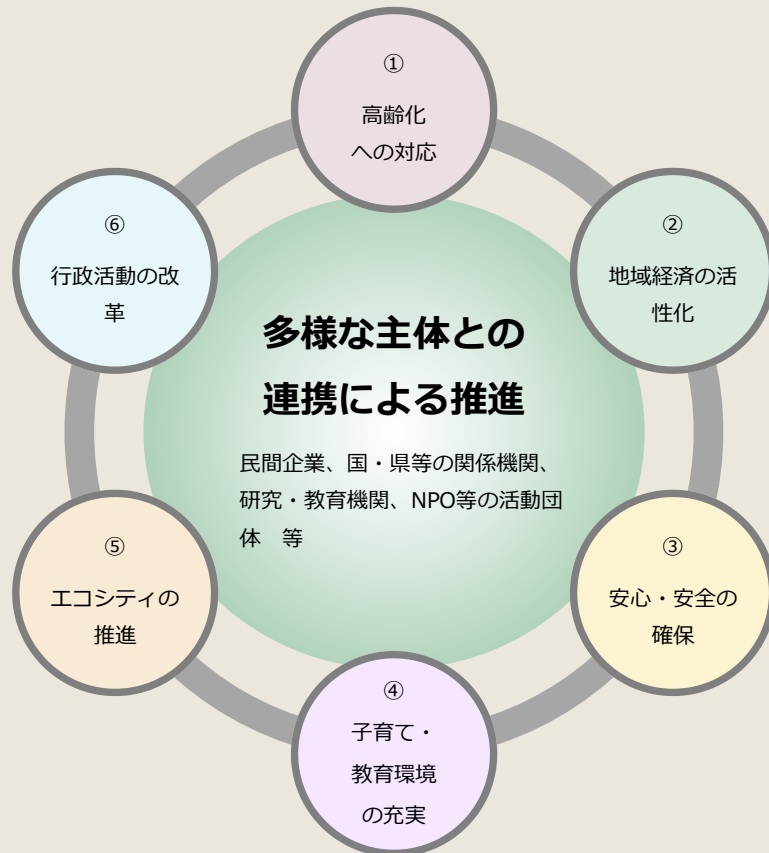 多様な主体との
連携による推進
民間企業、国・県等の関係機関、
研究・教育機関、NPO等の活動団
体　等
①
高齢化
への対応
②
地域経済の活
性化
③
安心・安全の
確保
④
子育て・
教育環境
の充実
⑤
エコシティの
推進
⑥
行政活動の改
革